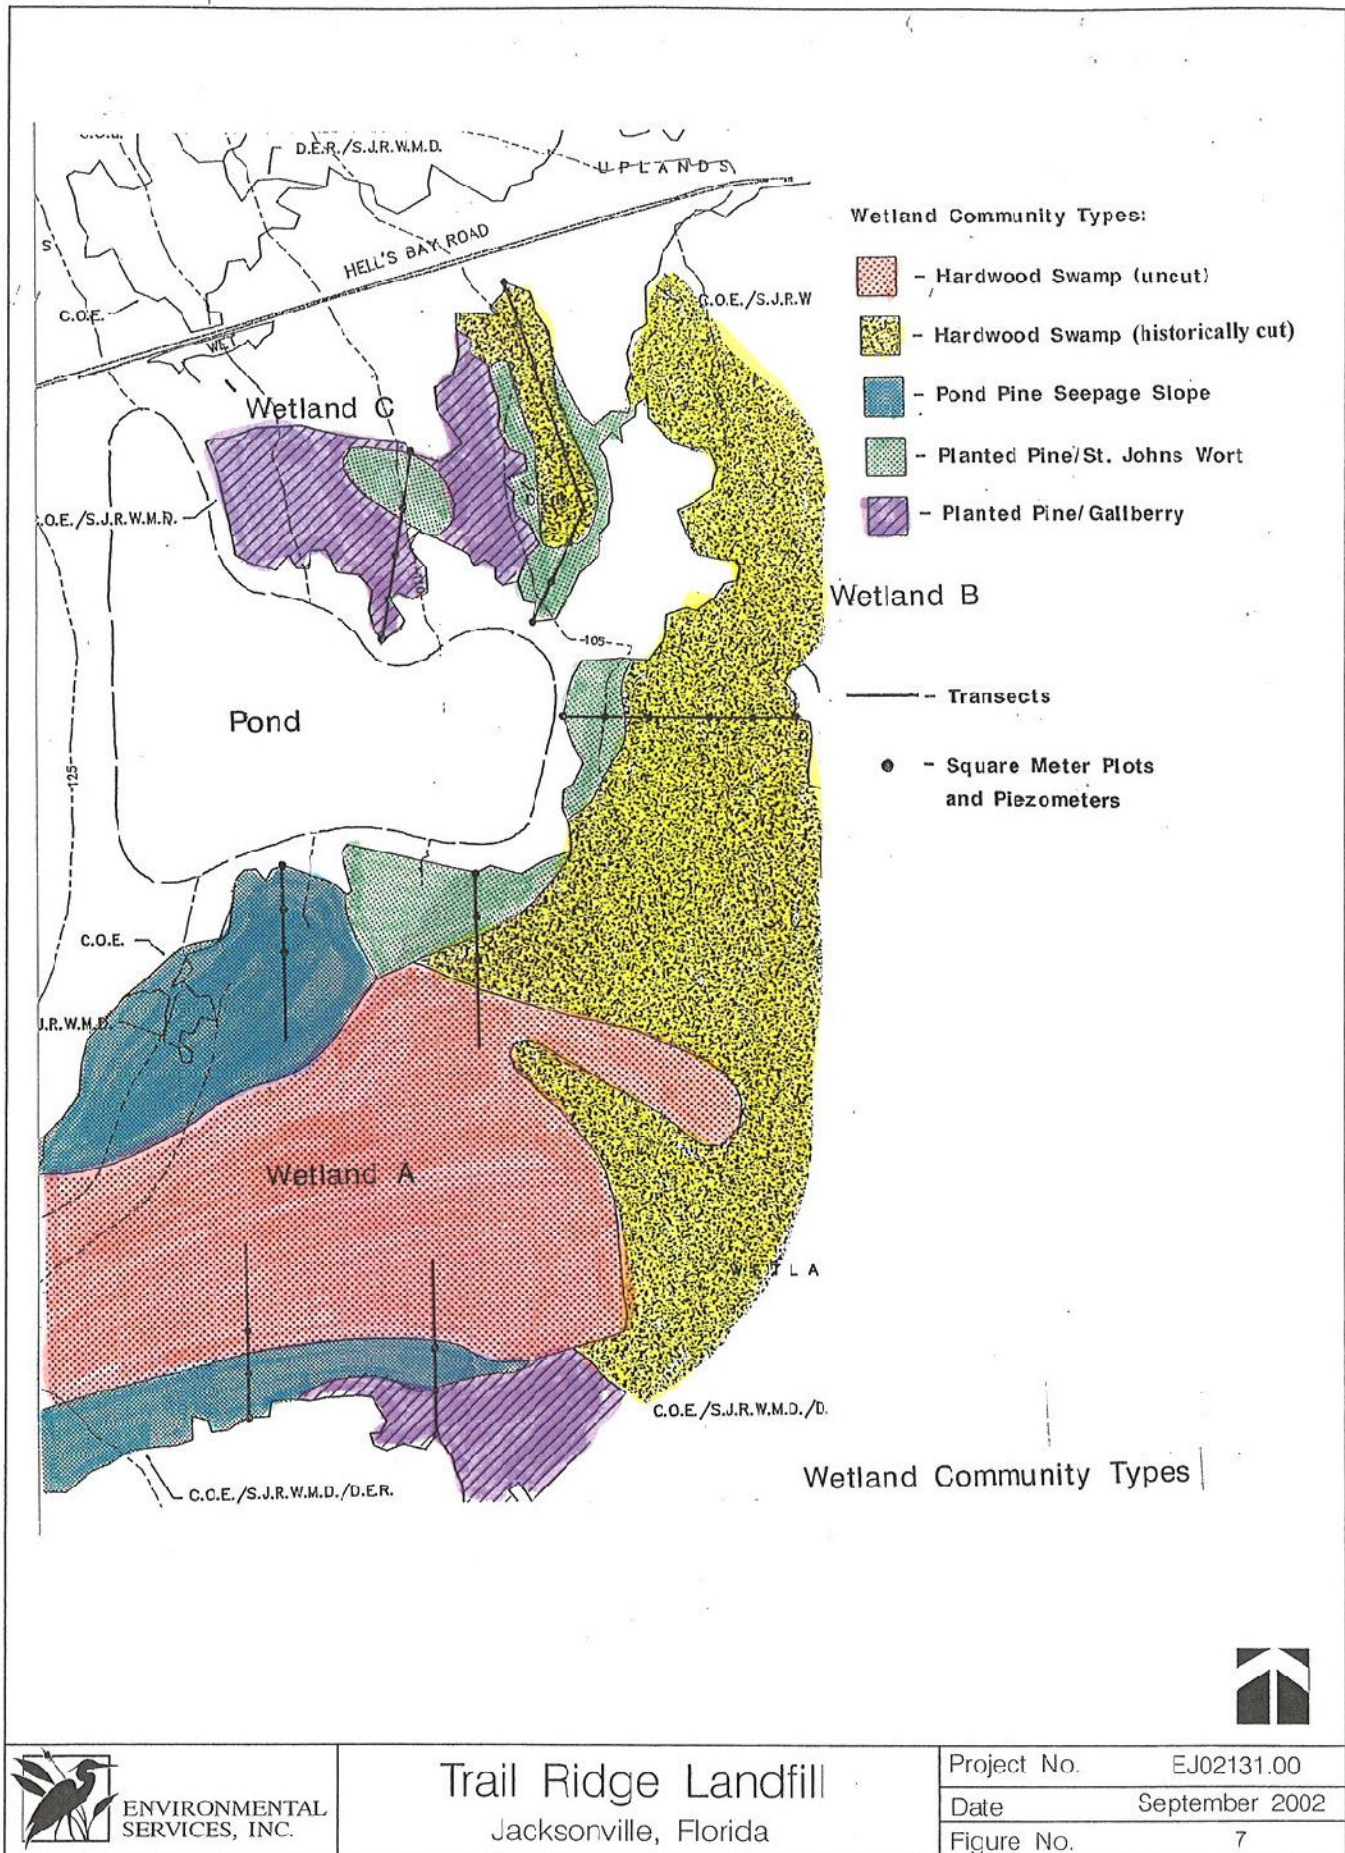 D.E.R./S.J.R.W.M.D.
UPLANDS
HELL'S BAY ROAD
S
C.O.E.
WET
C.O.E./S.J.R.W
Wetland Community Types:
- Hardwood Swamp (uncut)
- Hardwood Swamp (historically cut)
- Pond Pine Seepage Slope
- Planted Pine/St. Johns Wort
- Planted Pine/Gallberry
Wetland C
.O.E./S.J.R.W.M.D.
Wetland B
-105-
- Transects
Pond
125
- Square Meter Plots
and Piezometers
C.O.E.
J.R.W.M.D.
Wetland A
WETLA
C.O.E./S.J.R.W.M.D./D.
C.O.E./S.J.R.W.M.D./D.E.R.
Wetland Community Types
ENVIRONMENTAL
SERVICES, INC.
Trail Ridge Landfill
Jacksonville, Florida
Project No. EJ02131.00
Date September 2002
Figure No. 7